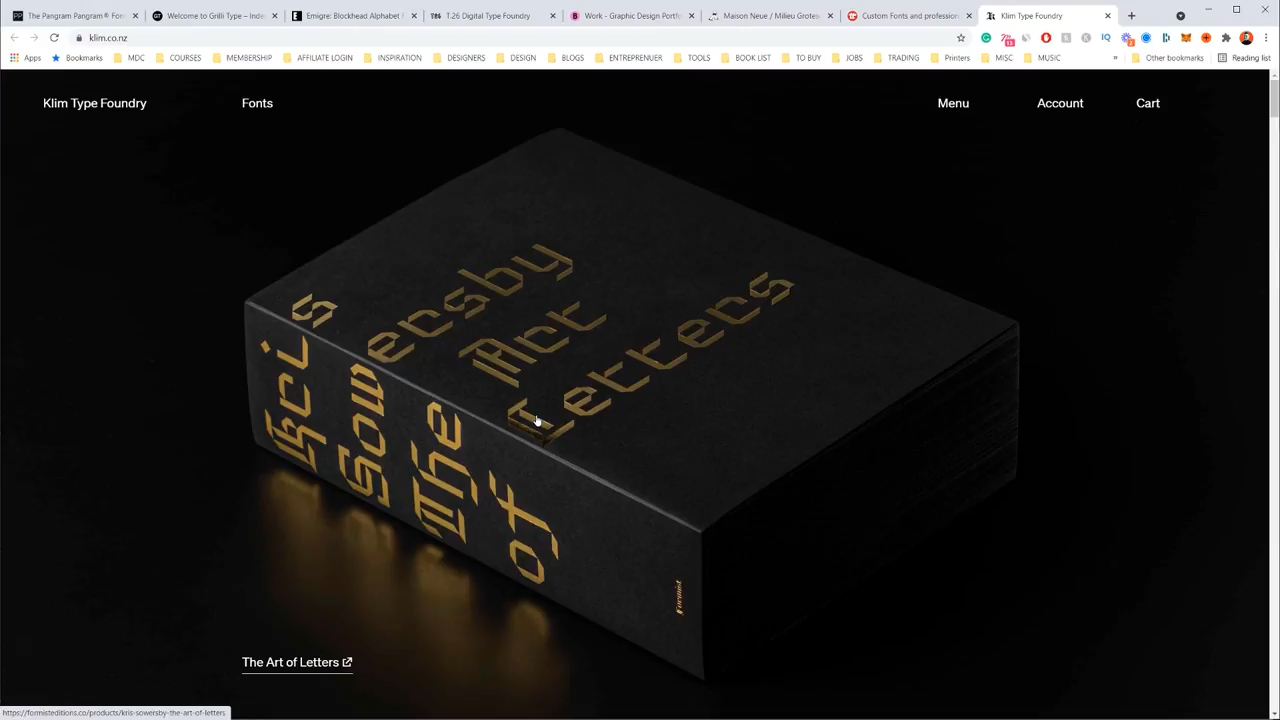 The Pangram Pangram® Fo
Welcome to Grilli Type – Inde
Emigre: Blockhead Alphabet F
T.26 Digital Type Foundry
Work - Graphic Design Portfo
Maison Neue / Milieu Grotes
Custom Fonts and profession
Klim Type Foundry
klim.co.nz
Apps
Bookmarks
MDC
COURSES
MEMBERSHIP
AFFILIATE LOGIN
INSPIRATION
DESIGNERS
DESIGN
BLOGS
ENTREPRENUER
TOOLS
BOOK LIST
TO BUY
JOBS
TRADING
Printers
MISC
MUSIC
»
Other bookmarks
Reading list
Klim Type Foundry
Fonts
Menu
Account
Cart
Kris
Sowersby
The Art
of Letters
Formist
The Art of Letters
https://formisteditions.co/products/kris-sowersby-the-art-of-letters